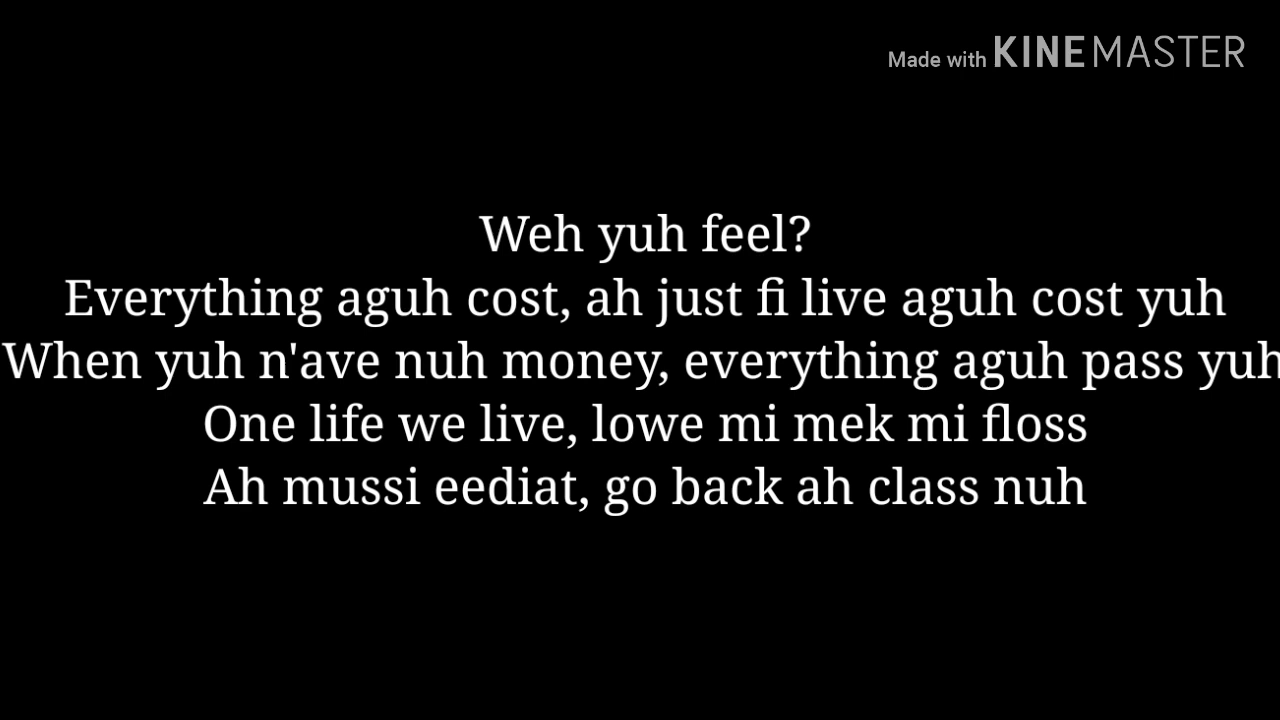 Made with KINEMASTER
Weh yuh feel?
Everything aguh cost, ah just fi live aguh cost yuh
When yuh n'ave nuh money, everything aguh pass yuh
One life we live, lowe mi mek mi floss
Ah mussi eediat, go back ah class nuh